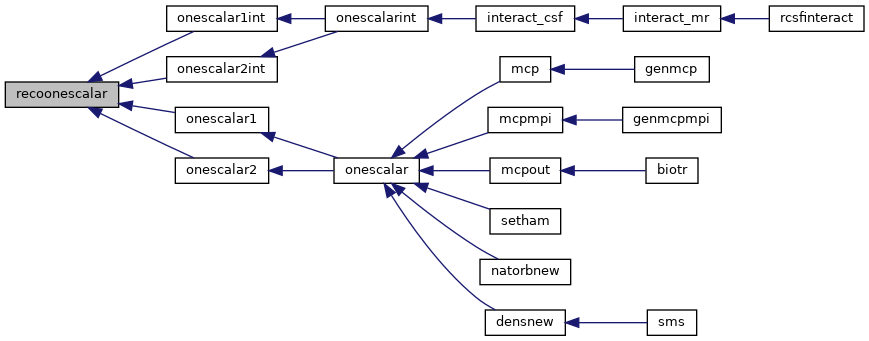 onescalar1int
onescalarint
interact_csf
interact_mr
rcsfinteract
onescalar2int
mcp
genmcp
recoonescalar
onescalar1
mcpmpi
genmcpmpi
onescalar2
onescalar
mcpout
biotr
setham
natorbnew
densnew
sms